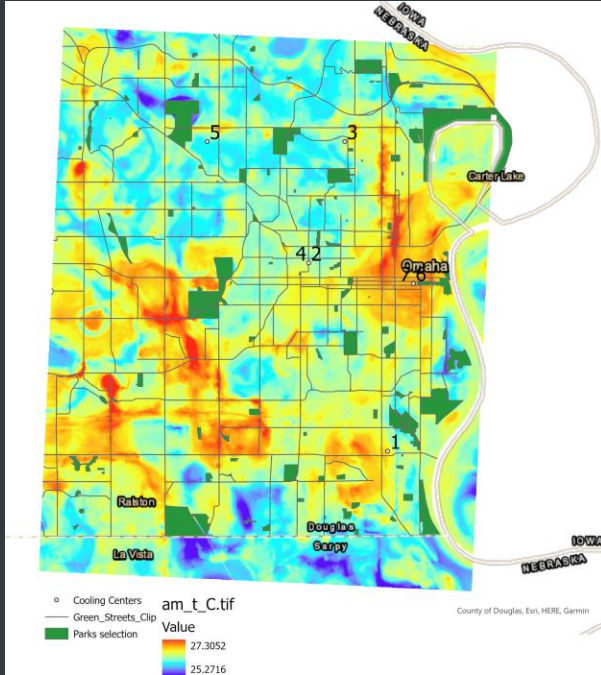 IOWA
NEBRASKA
5
3
Carter Lake
4 2
Omaha
6
1
Ralston
Douglas
Sarpy
La Vista
IOWA
NEBRASKA
Cooling Centers
Green_Streets_Clip
Parks selection
am_t_C.tif
Value
27.3052
25.2716
County of Douglas, Esri, HERE, Garmin